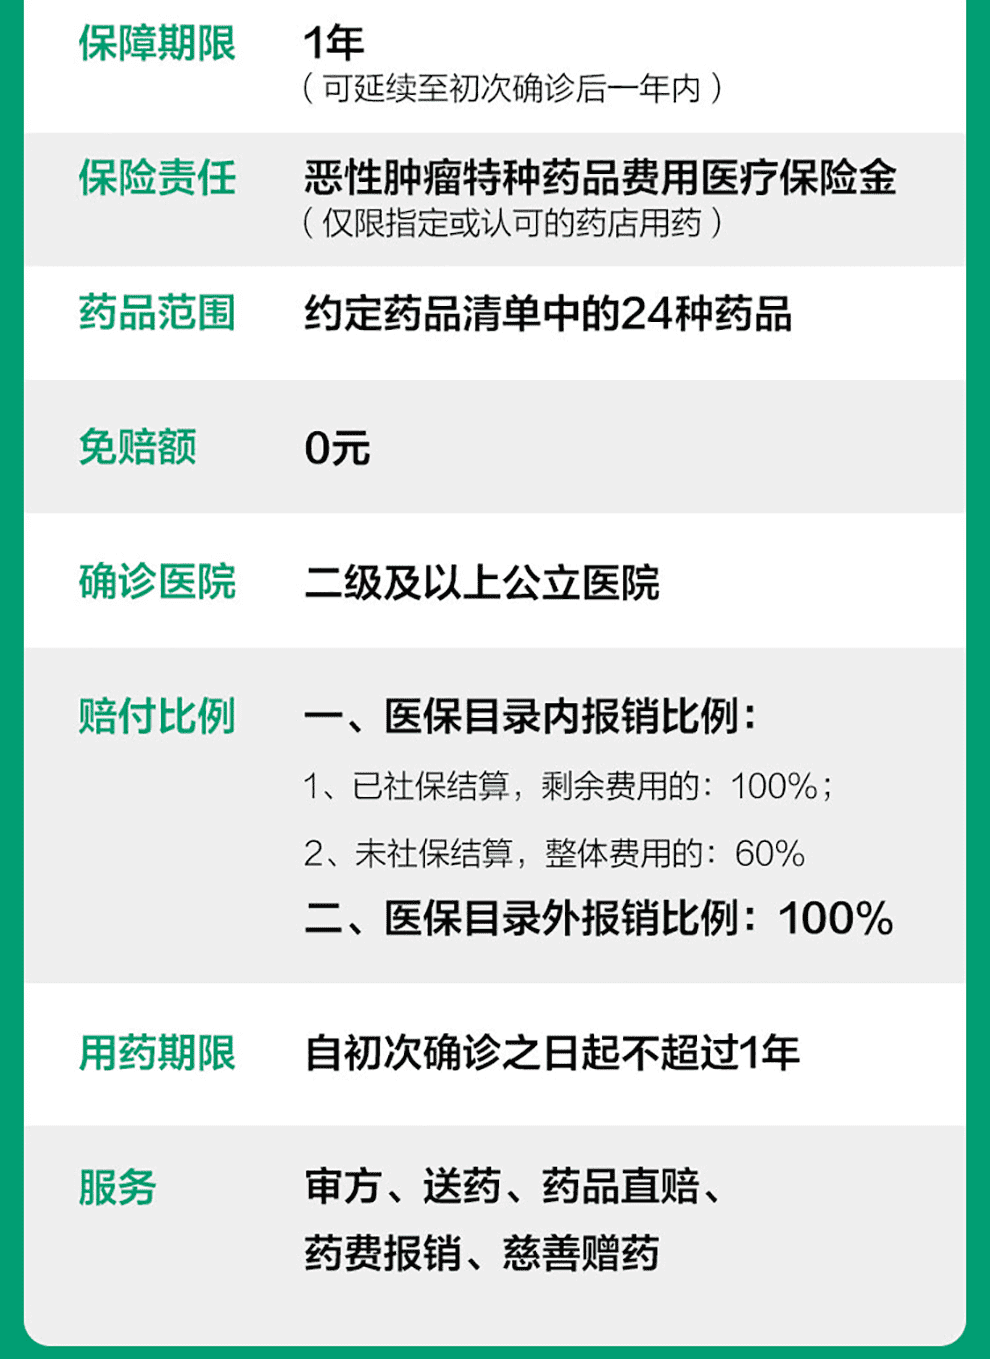 保障期限 1年
（可延续至初次确诊后一年内）
保险责任 恶性肿瘤特种药品费用医疗保险金
（仅限指定或认可的药店用药）
药品范围 约定药品清单中的24种药品
免赔额 0元
确诊医院 二级及以上公立医院
赔付比例 一、医保目录内报销比例：
1、已社保结算，剩余费用的：100%；
2、未社保结算，整体费用的：60%
二、医保目录外报销比例：100%
用药期限 自初次确诊之日起不超过1年
服务 审方、送药、药品直赔、
药费报销、慈善赠药